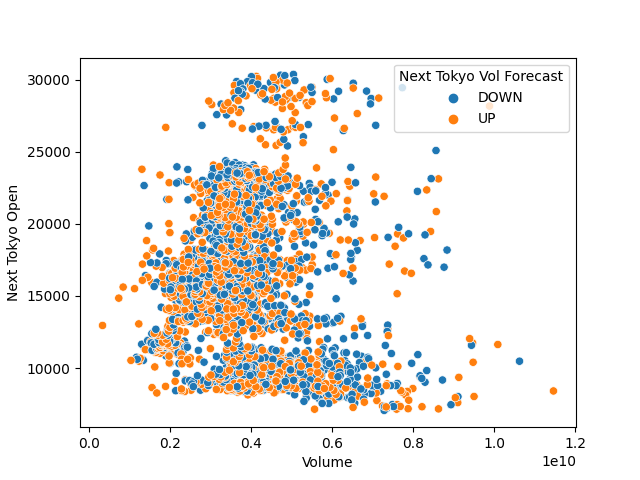 Next Tokyo Vol Forecast
DOWN
UP
30000
25000
20000
15000
10000
Next Tokyo Open
0.0 0.2 0.4 0.6 0.8 1.0 1.2
1e10
Volume